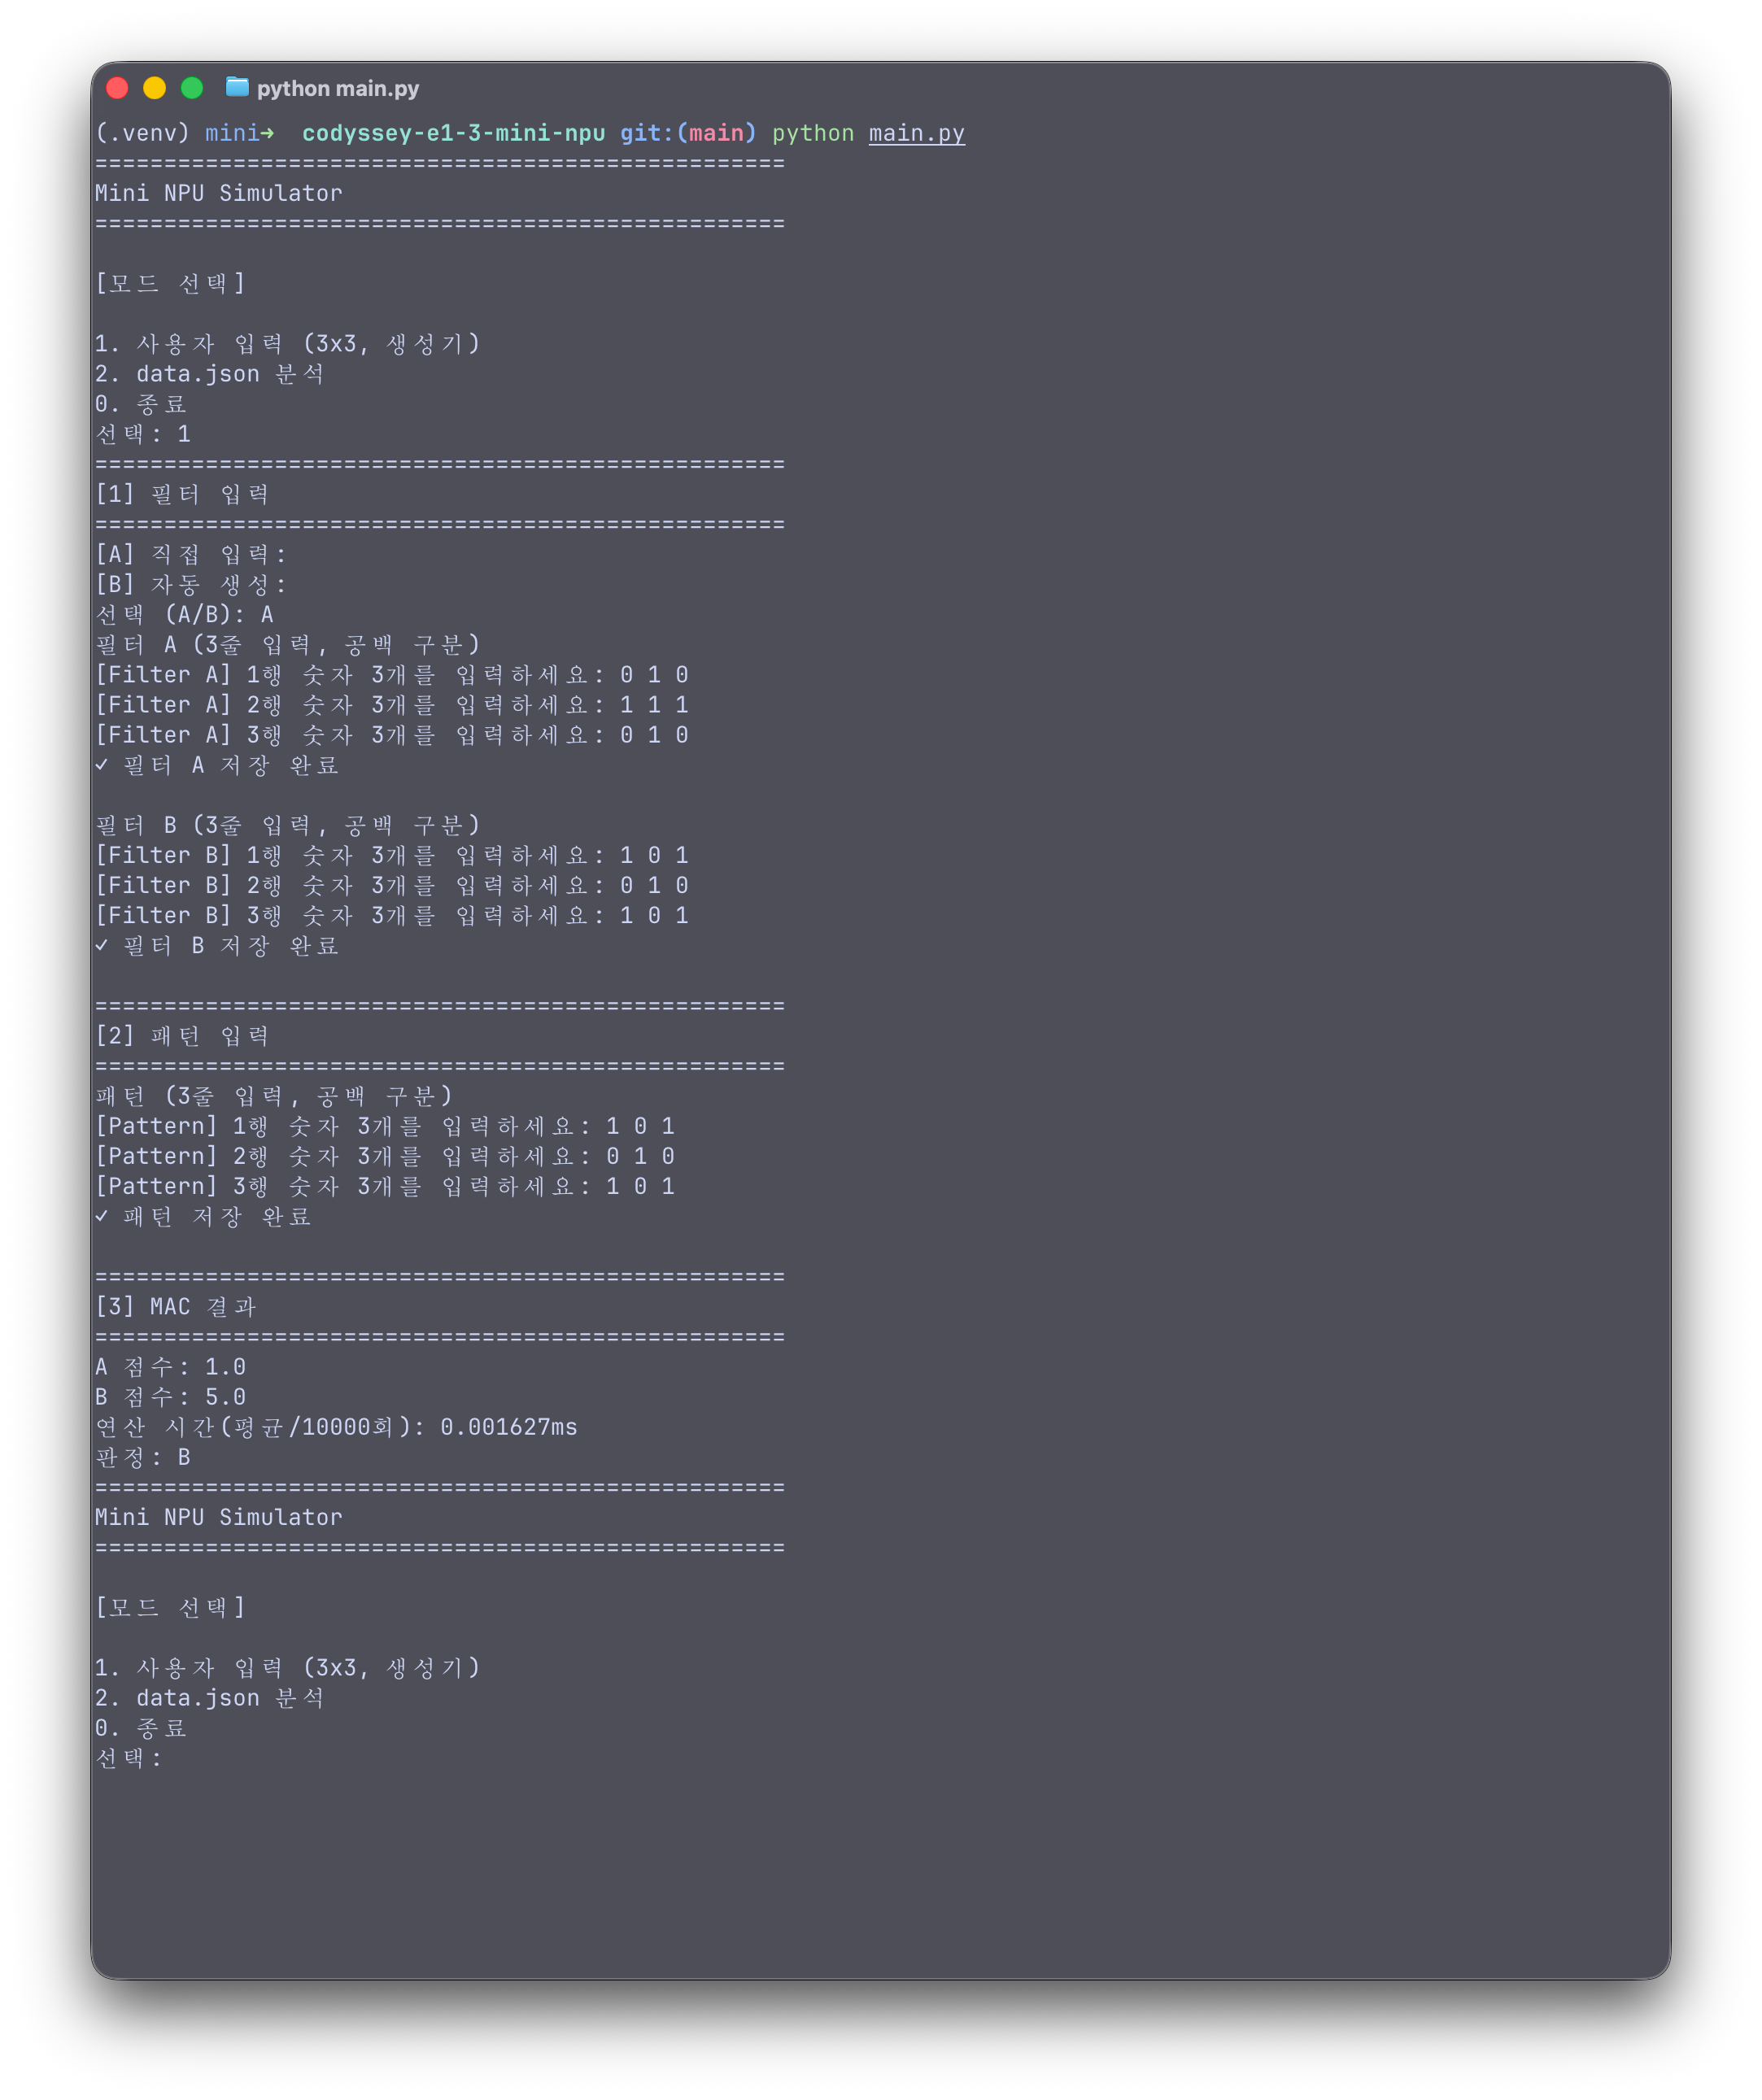 python main.py
(.venv) mini→ codyssey-e1-3-mini-npu git:(main) python main.py
==================================================
Mini NPU Simulator
==================================================
[모드 선택]
1. 사용자 입력 (3x3, 생성기)
2. data.json 분석
0. 종료
선택: 1
==================================================
[1] 필터 입력
==================================================
[A] 직접 입력:
[B] 자동 생성:
선택 (A/B): A
필터 A (3줄 입력, 공백 구분)
[Filter A] 1행 숫자 3개를 입력하세요: 0 1 0
[Filter A] 2행 숫자 3개를 입력하세요: 1 1 1
[Filter A] 3행 숫자 3개를 입력하세요: 0 1 0
✓ 필터 A 저장 완료
필터 B (3줄 입력, 공백 구분)
[Filter B] 1행 숫자 3개를 입력하세요: 1 0 1
[Filter B] 2행 숫자 3개를 입력하세요: 0 1 0
[Filter B] 3행 숫자 3개를 입력하세요: 1 0 1
✓ 필터 B 저장 완료
==================================================
[2] 패턴 입력
==================================================
패턴 (3줄 입력, 공백 구분)
[Pattern] 1행 숫자 3개를 입력하세요: 1 0 1
[Pattern] 2행 숫자 3개를 입력하세요: 0 1 0
[Pattern] 3행 숫자 3개를 입력하세요: 1 0 1
✓ 패턴 저장 완료
==================================================
[3] MAC 결과
==================================================
A 점수: 1.0
B 점수: 5.0
연산 시간(평균/10000회): 0.001627ms
판정: B
==================================================
Mini NPU Simulator
==================================================
[모드 선택]
1. 사용자 입력 (3x3, 생성기)
2. data.json 분석
0. 종료
선택: